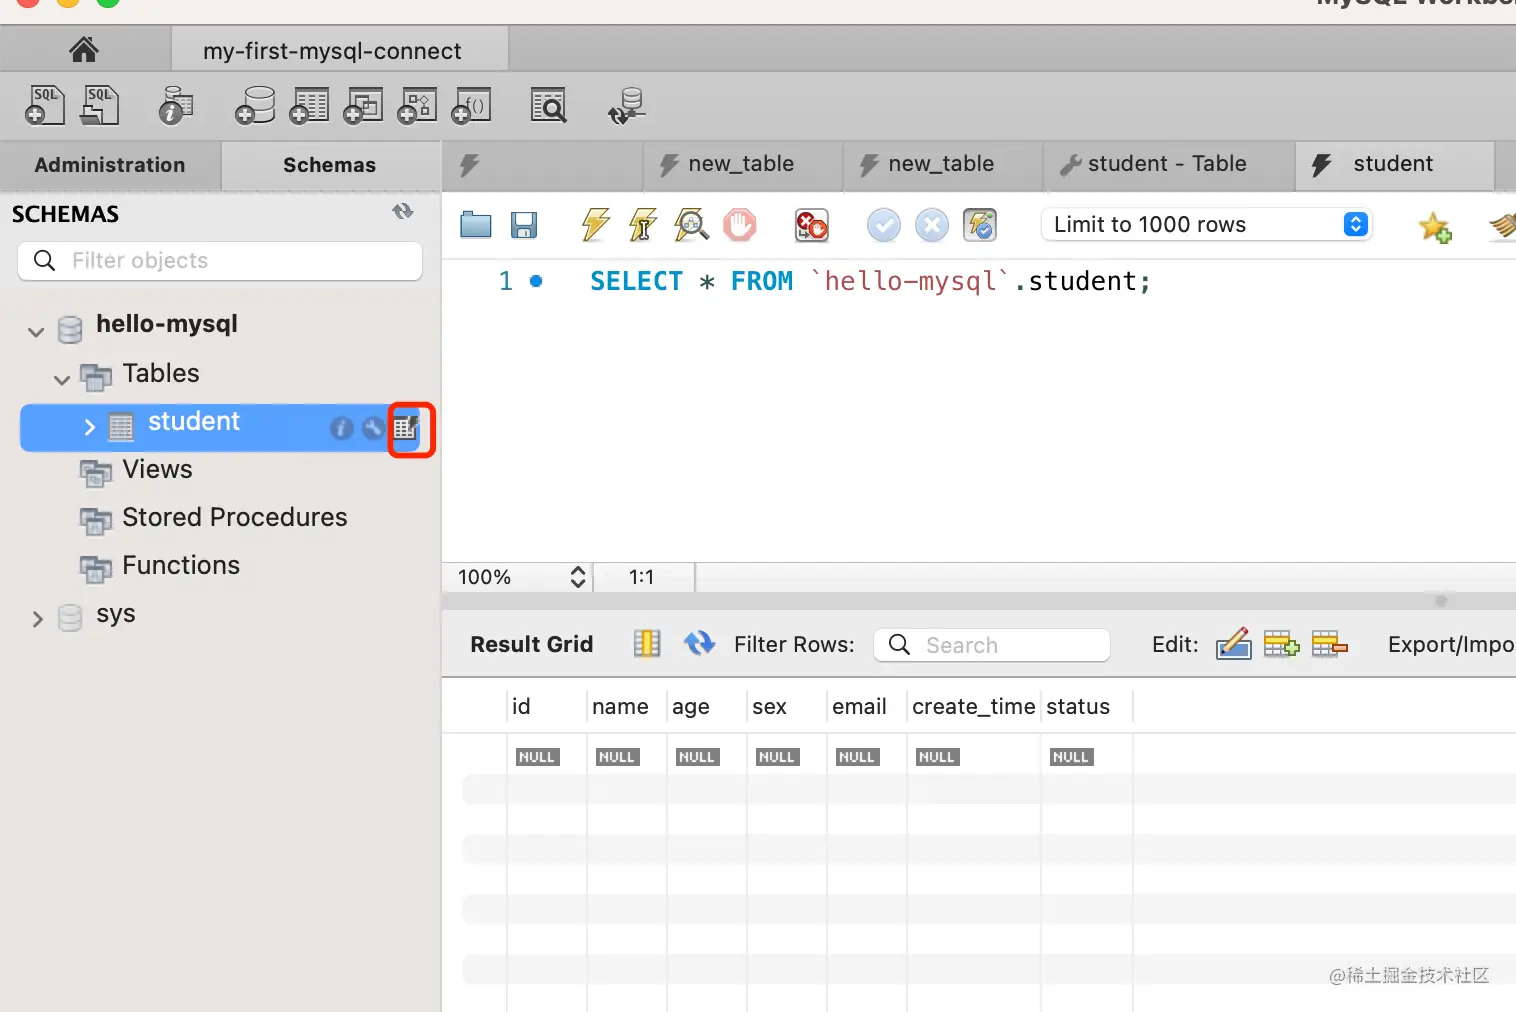 my-first-mysql-connect
SQL SQL
Administration Schemas
new_table new_table student - Table student
SCHEMAS
Filter objects
Limit to 1000 rows
1 SELECT * FROM `hello-mysql`.student;
hello-mysql
Tables
student
Views
Stored Procedures
Functions
sys
100% 1:1
Result Grid Filter Rows: Search Edit: Export/Impo
id name age sex email create_time status
NULL NULL NULL NULL NULL NULL NULL
@稀土掘金技术社区